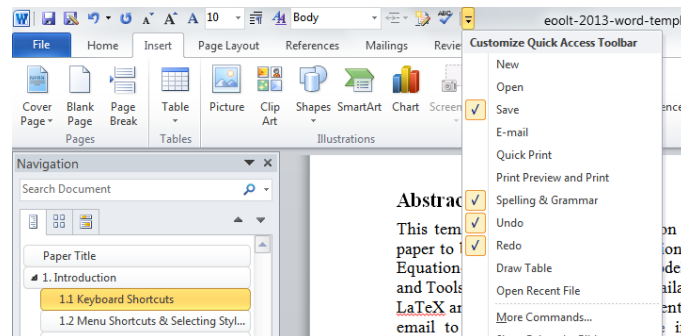 10 Body eoolt-2013-word-templ
Customize Quick Access Toolbar
File Home Insert Page Layout References Mailings Revie
New
Open
Save
E-mail
Quick Print
Print Preview and Print
Spelling & Grammar
Undo
Redo
Draw Table
Open Recent File
More Commands...
Cover Page Blank Page Page Break Table Picture Clip Art Shapes SmartArt Chart Screen
Pages Tables Illustrations
Navigation
Search Document
Paper Title
1. Introduction
1.1 Keyboard Shortcuts
1.2 Menu Shortcuts & Selecting Styl...
Abstrac
This tem
paper to
Equation
and Tools
LaTeX an
email to